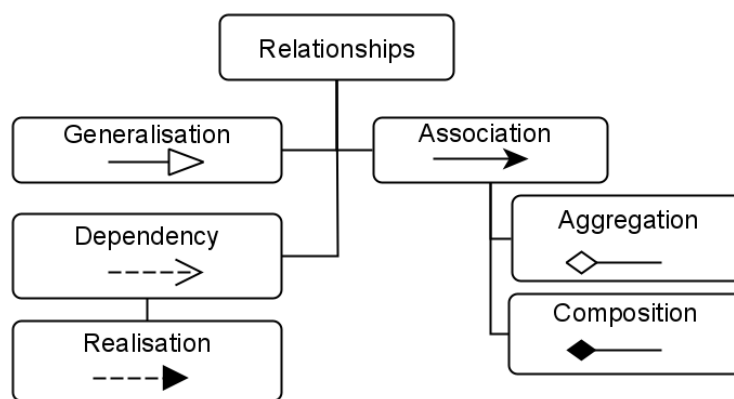 Relationships
Generalisation
Association
Dependency
Aggregation
Realisation
Composition